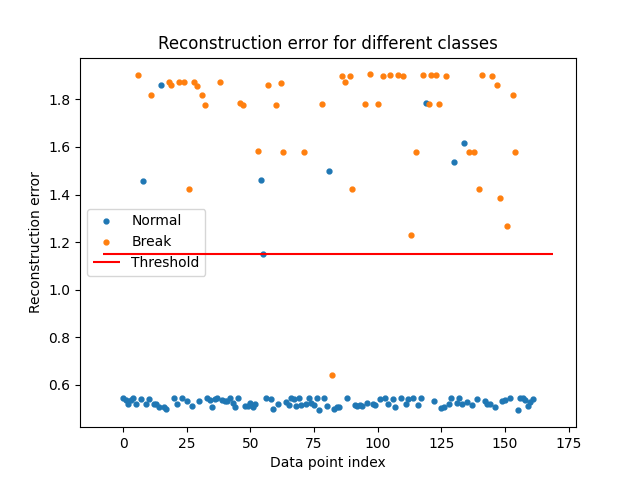 Reconstruction error for different classes
Reconstruction error
1.8
1.6
1.4
1.2
1.0
0.8
0.6
Normal
Break
Threshold
0 25 50 75 100 125 150 175
Data point index